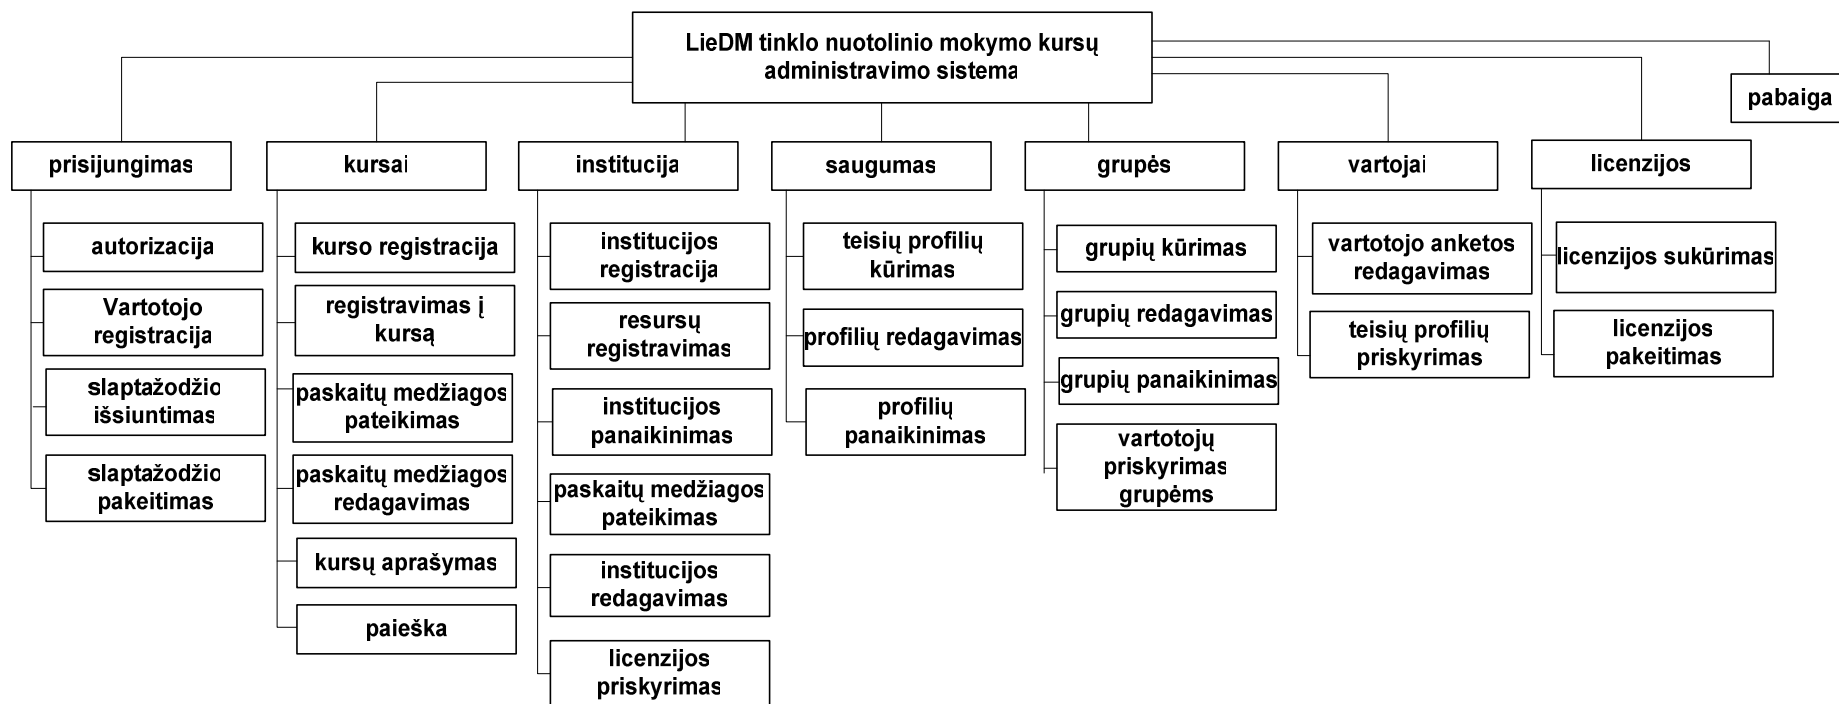 LieDM tinklo nuotolinio mokymo kursų
administravimo sistema
pabaiga
prisijungimas
autorizacija
Vartotojo
registracija
slaptažodžio
išsiuntimas
slaptažodžio
pakeitimas
kursai
kurso registracija
registravimas į
kursą
paskaitų medžiagos
pateikimas
paskaitų medžiagos
redagavimas
kursų aprašymas
paieška
institucija
institucijos
registracija
resursų
registravimas
institucijos
panaikinimas
paskaitų medžiagos
pateikimas
institucijos
redagavimas
licenzijos
priskyrimas
saugumas
teisių profilių
kūrimas
profilių redagavimas
profilių
panaikinimas
grupės
grupių kūrimas
grupių redagavimas
grupių panaikinimas
vartotojų
priskyrimas
grupėms
vartojai
vartotojo anketos
redagavimas
teisių profilių
priskyrimas
licenzijos
licenzijos sukūrimas
licenzijos
pakeitimas